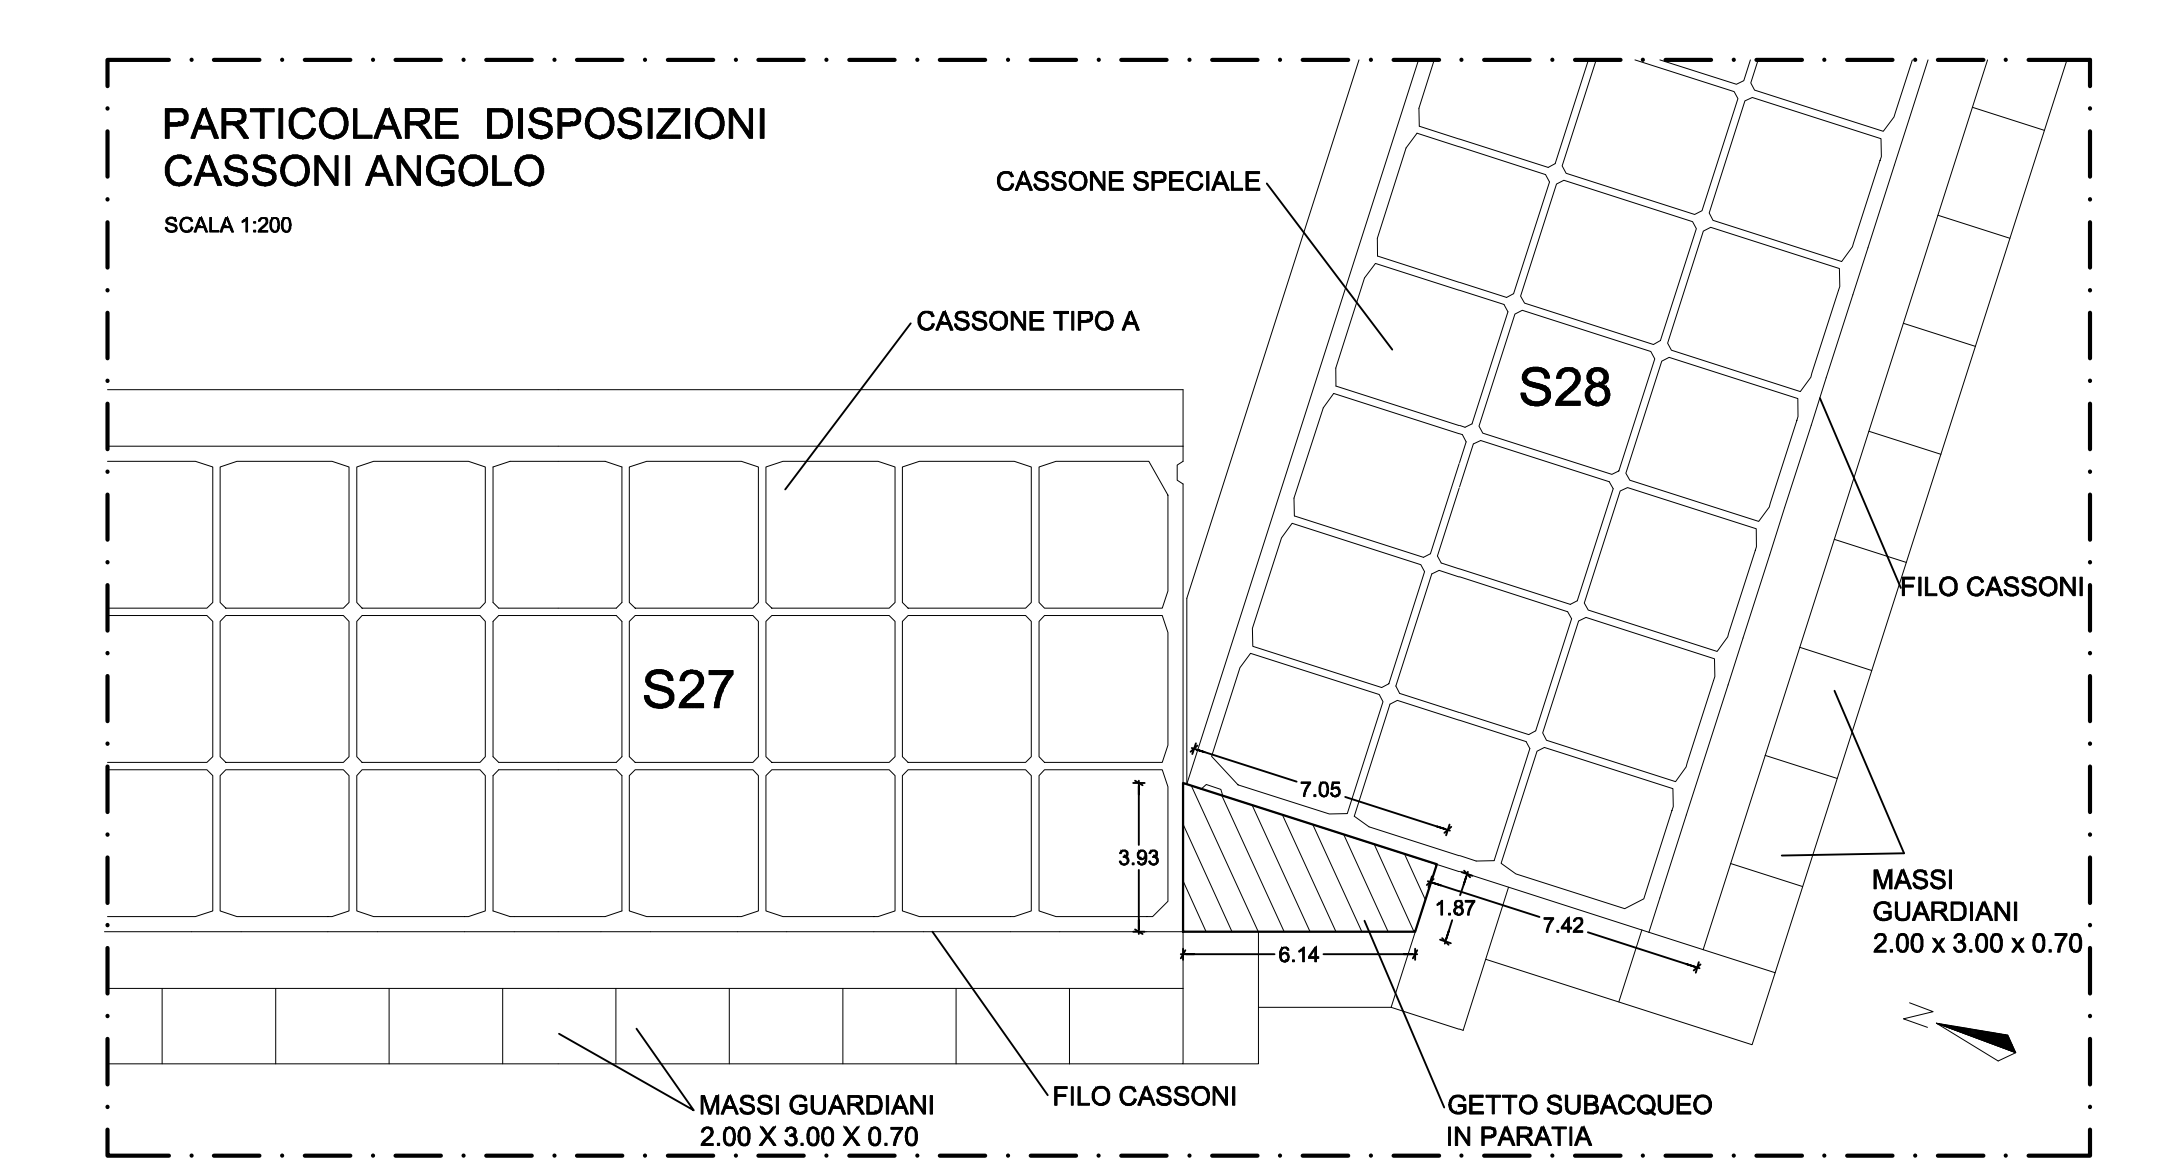 PARTICOLARE DISPOSIZIONI
CASSONI ANGOLO
SCALA 1:200
CASSONE SPECIALE
CASSONE TIPO A
S28
FILO CASSONI
S27
7.05
3.93
1.87
7.42
6.14
MASSI
GUARDIANI
2.00 x 3.00 x 0.70
N
FILO CASSONI
MASSI GUARDIANI
2.00 X 3.00 X 0.70
GETTO SUBACQUEO
IN PARATIA